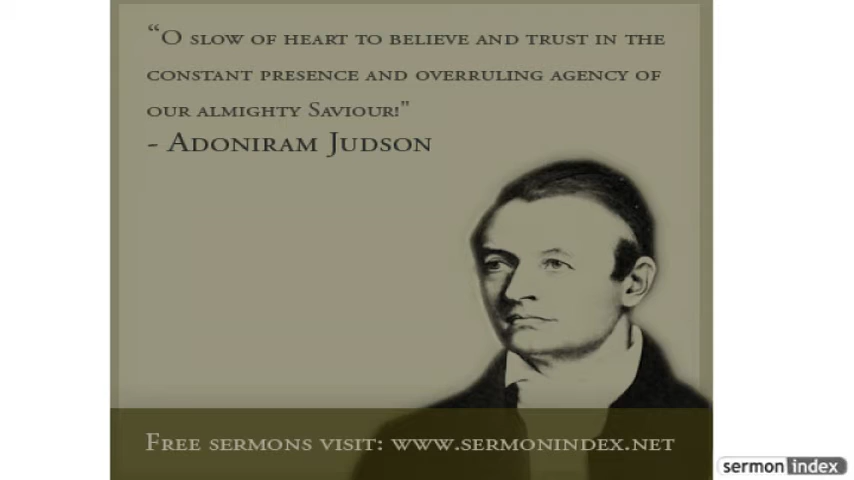 “O slow of heart to believe and trust in the
constant presence and overruling agency of
our almighty Saviour!"
- Adoniram Judson
Free sermons visit: www.sermonindex.net
sermon index